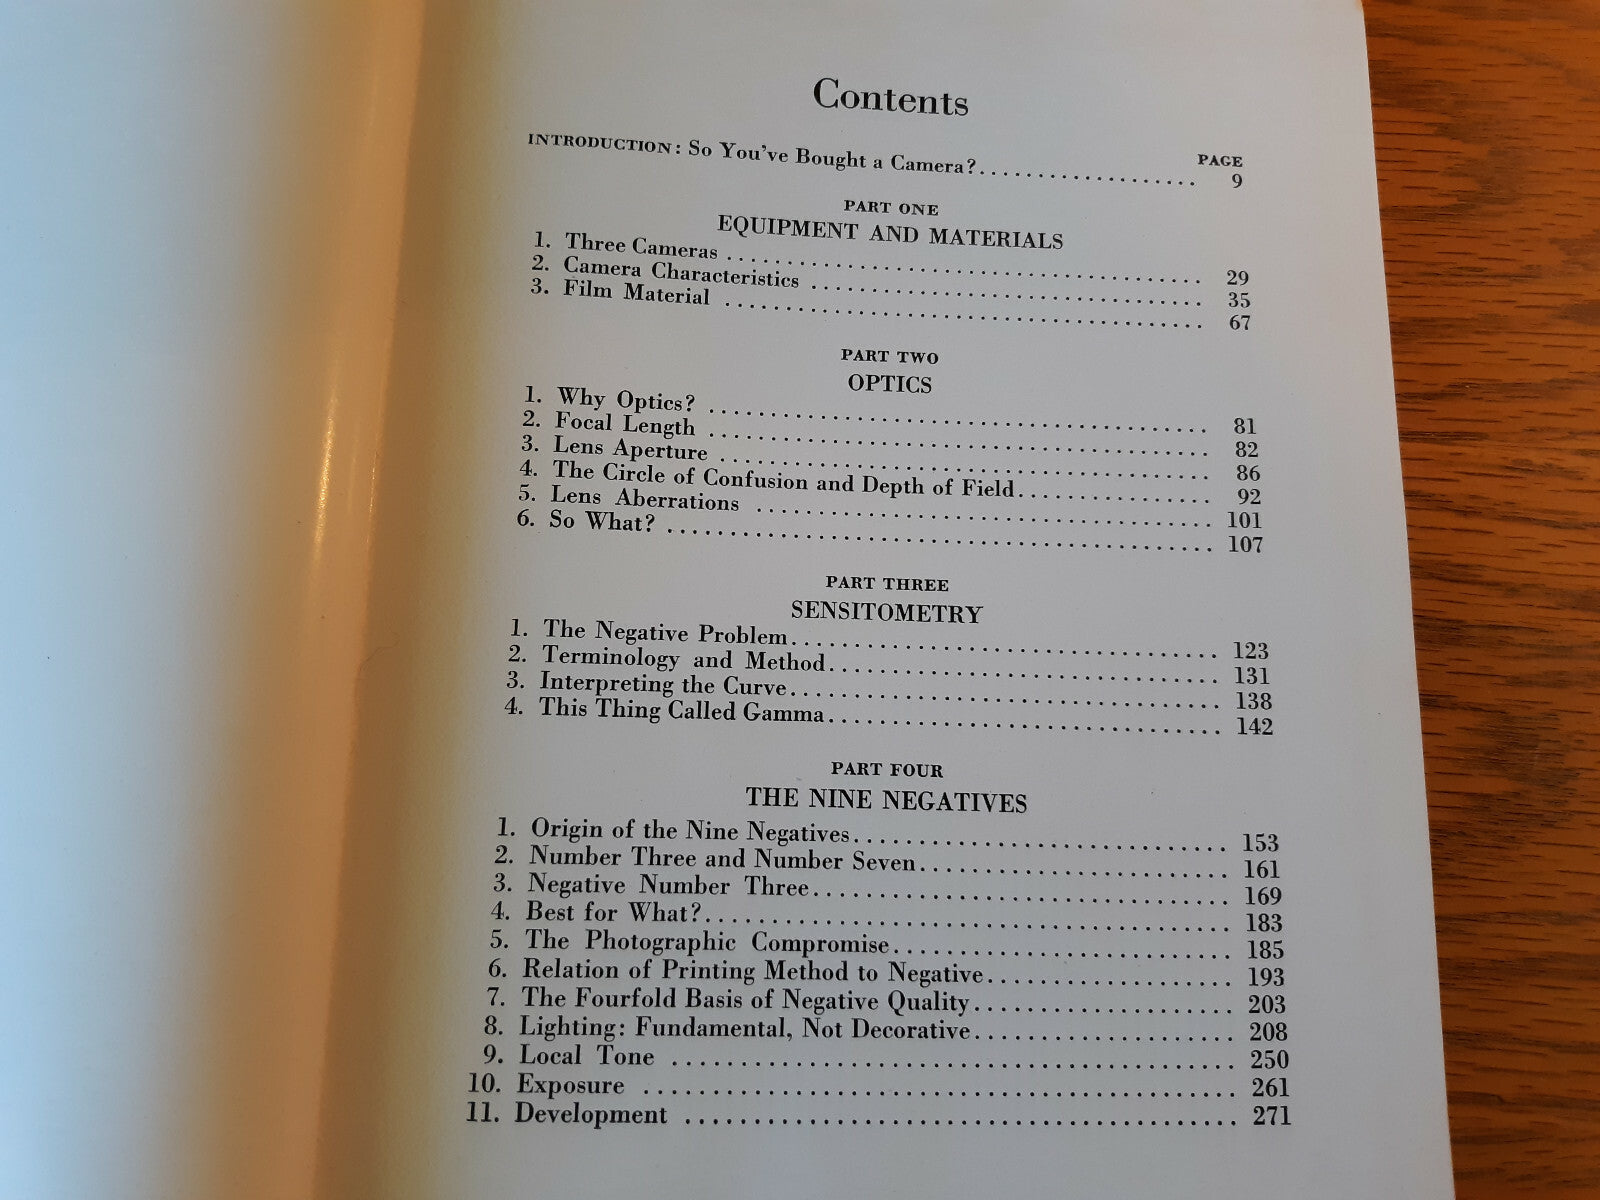 Contents
PAGE
INTRODUCTION: So You've Bought a Camera?.................. 9
PART ONE
EQUIPMENT AND MATERIALS
1. Three Cameras ....................................... 29
2. Camera Characteristics ................................ 35
3. Film Material ....................................... 67
PART TWO
OPTICS
1. Why Optics? ......................................... 81
2. Focal Length ......................................... 82
3. Lens Aperture ........................................ 86
4. The Circle of Confusion and Depth of Field................ 92
5. Lens Aberrations ..................................... 101
6. So What? ............................................ 107
PART THREE
SENSITOMETRY
1. The Negative Problem................................... 123
2. Terminology and Method................................ 131
3. Interpreting the Curve................................... 138
4. This Thing Called Gamma................................ 142
PART FOUR
THE NINE NEGATIVES
1. Origin of the Nine Negatives.............................. 153
2. Number Three and Number Seven......................... 161
3. Negative Number Three.................................. 169
4. Best for What?.......................................... 183
5. The Photographic Compromise............................ 185
6. Relation of Printing Method to Negative.................... 193
7. The Fourfold Basis of Negative Quality..................... 203
8. Lighting: Fundamental, Not Decorative..................... 208
9. Local Tone ............................................. 250
10. Exposure ............................................... 261
11. Development ............................................ 271